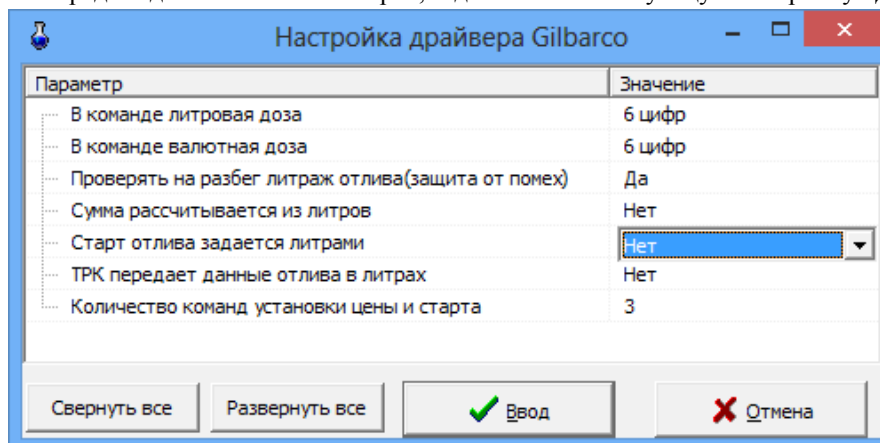 Настройка драйвера Gilbarco
Параметр Значение
В команде литровая доза 6 цифр
В команде валютная доза 6 цифр
Проверять на разбег литраж отлива(защита от помех) Да
Сумма рассчитывается из литров Нет
Старт отлива задается литрами Нет
ТРК передает данные отлива в литрах Нет
Количество команд установки цены и старта 3
Свернуть все Развернуть все Ввод Отмена